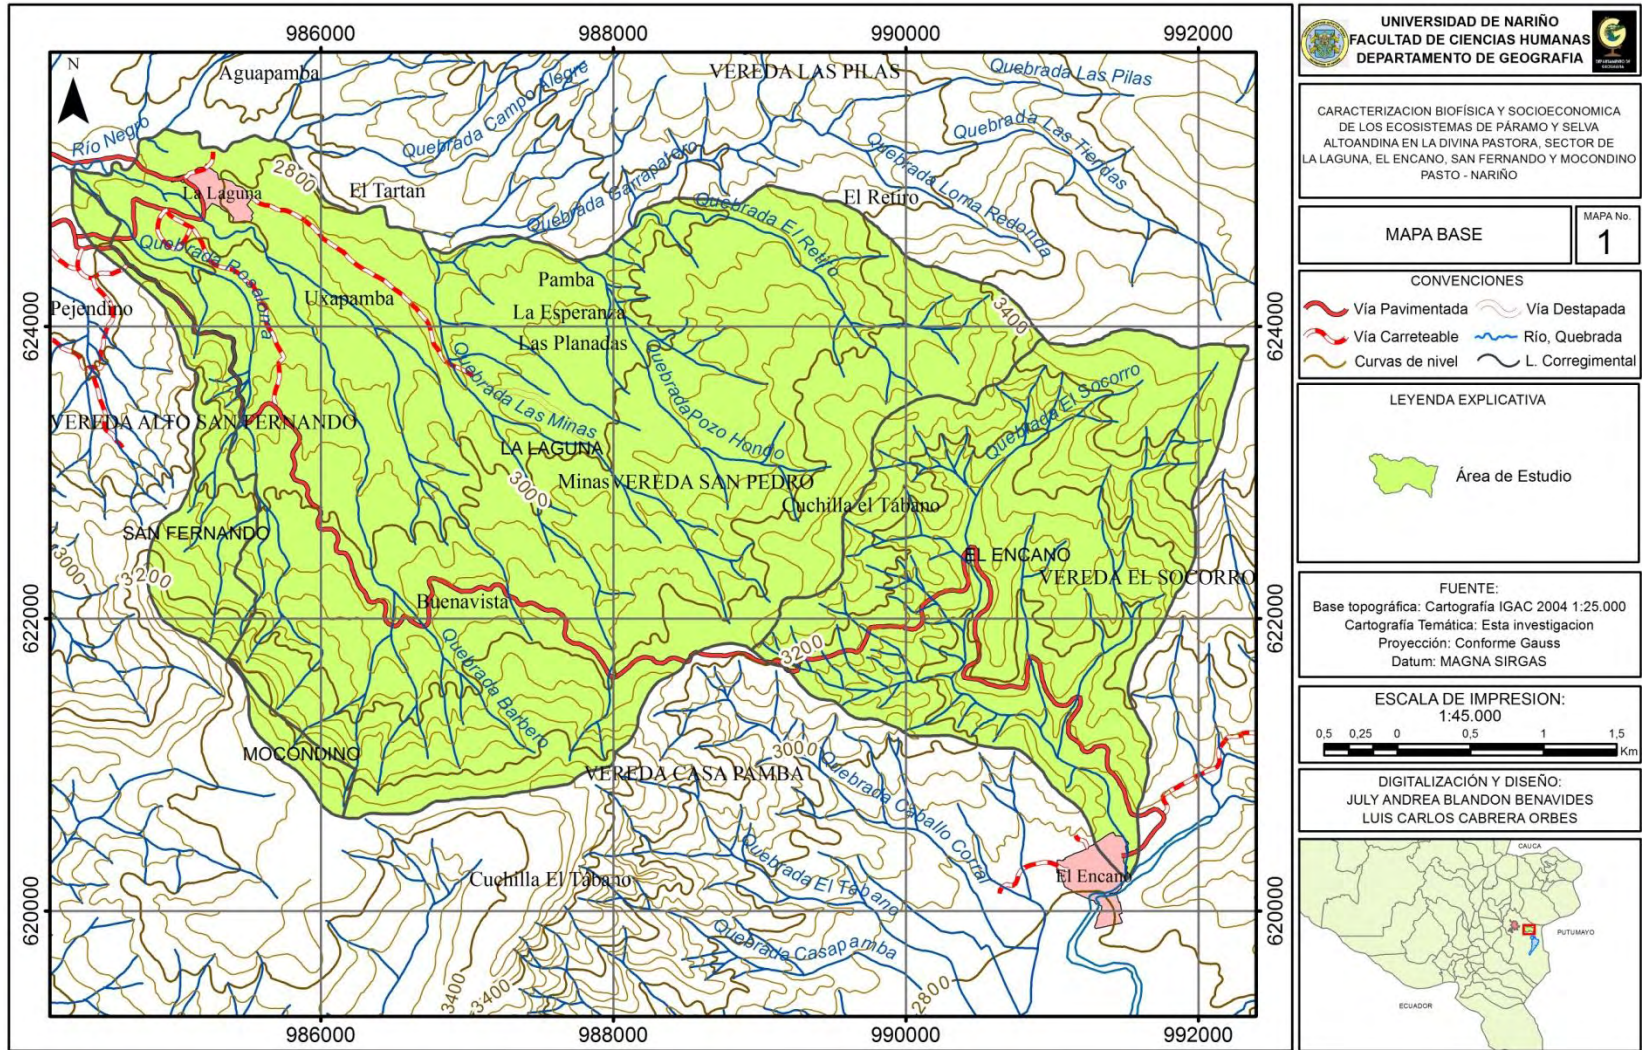 986000
988000
990000
992000
N
Aguapamba
VEREDA LAS PILAS
Quebrada Las Pilas
Quebrada Campo Alegre
Río Negro
Quebrada Las Tiendas
Quebrada Garrapatero
Quebrada Loma Redonda
2800
La Laguna
El Tartan
El Retiro
Quebrada El Retiro
Quebrada Rosaloma
Pamba
Uxapamba
Pejendino
La Esperanza
3400
624000
624000
Las Planadas
Quebrada Las Minas
Quebrada Pozo Hondo
Quebrada El Socorro
VEREDA ALTO SAN FERNANDO
LA LAGUNA
3000
Minas
VEREDA SAN PEDRO
Cuchilla el Tábano
SAN FERNANDO
EL ENCANO
3000
3200
VEREDA EL SOCORRO
Buenavista
622000
622000
3200
Quebrada Barbero
MOCONDINO
3000
VEREDA CASA PAMBA
Quebrada Caballo Corral
Quebrada El Tábano
Cuchilla El Tábano
El Encano
620000
620000
Quebrada Casapamba
3400
3400
2800
986000
988000
990000
992000
UNIVERSIDAD DE NARIÑO
FACULTAD DE CIENCIAS HUMANAS
DEPARTAMENTO DE GEOGRAFIA
DEPARTAMENTO DE
GEOGRAFIA
CARACTERIZACION BIOFÍSICA Y SOCIOECONOMICA
DE LOS ECOSISTEMAS DE PÁRAMO Y SELVA
ALTOANDINA EN LA DIVINA PASTORA, SECTOR DE
LA LAGUNA, EL ENCANO, SAN FERNANDO Y MOCONDINO
PASTO - NARIÑO
MAPA BASE
MAPA No.
1
CONVENCIONES
Vía Pavimentada
Vía Destapada
Vía Carreteable
Río, Quebrada
Curvas de nivel
L. Corregimental
LEYENDA EXPLICATIVA
Área de Estudio
FUENTE:
Base topográfica: Cartografía IGAC 2004 1:25.000
Cartografía Temática: Esta investigacion
Proyección: Conforme Gauss
Datum: MAGNA SIRGAS
ESCALA DE IMPRESION:
1:45.000
0,5 0,25 0 0,5 1 1,5
Km
DIGITALIZACIÓN Y DISEÑO:
JULY ANDREA BLANDON BENAVIDES
LUIS CARLOS CABRERA ORBES
CAUCA
PUTUMAYO
ECUADOR